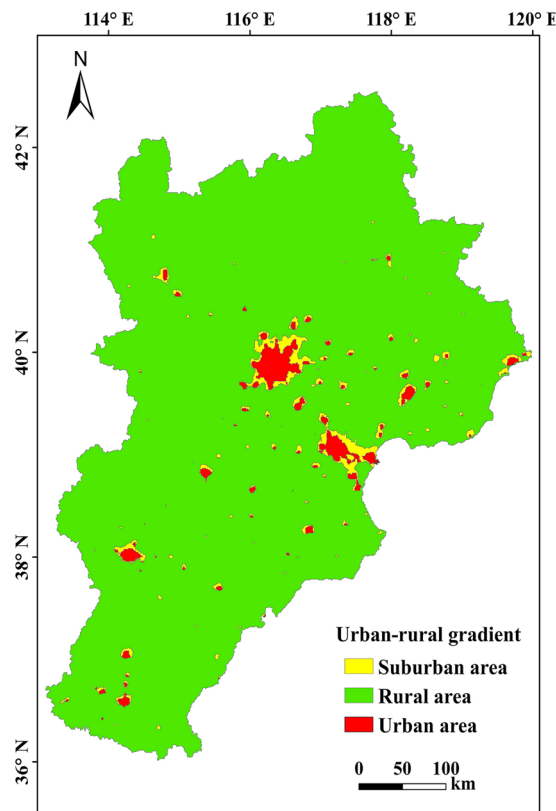 114° E 116° E 118° E 120° E
N
42° N
40° N
38° N
36° N
Urban-rural gradient
Suburban area
Rural area
Urban area
0 50 100
km